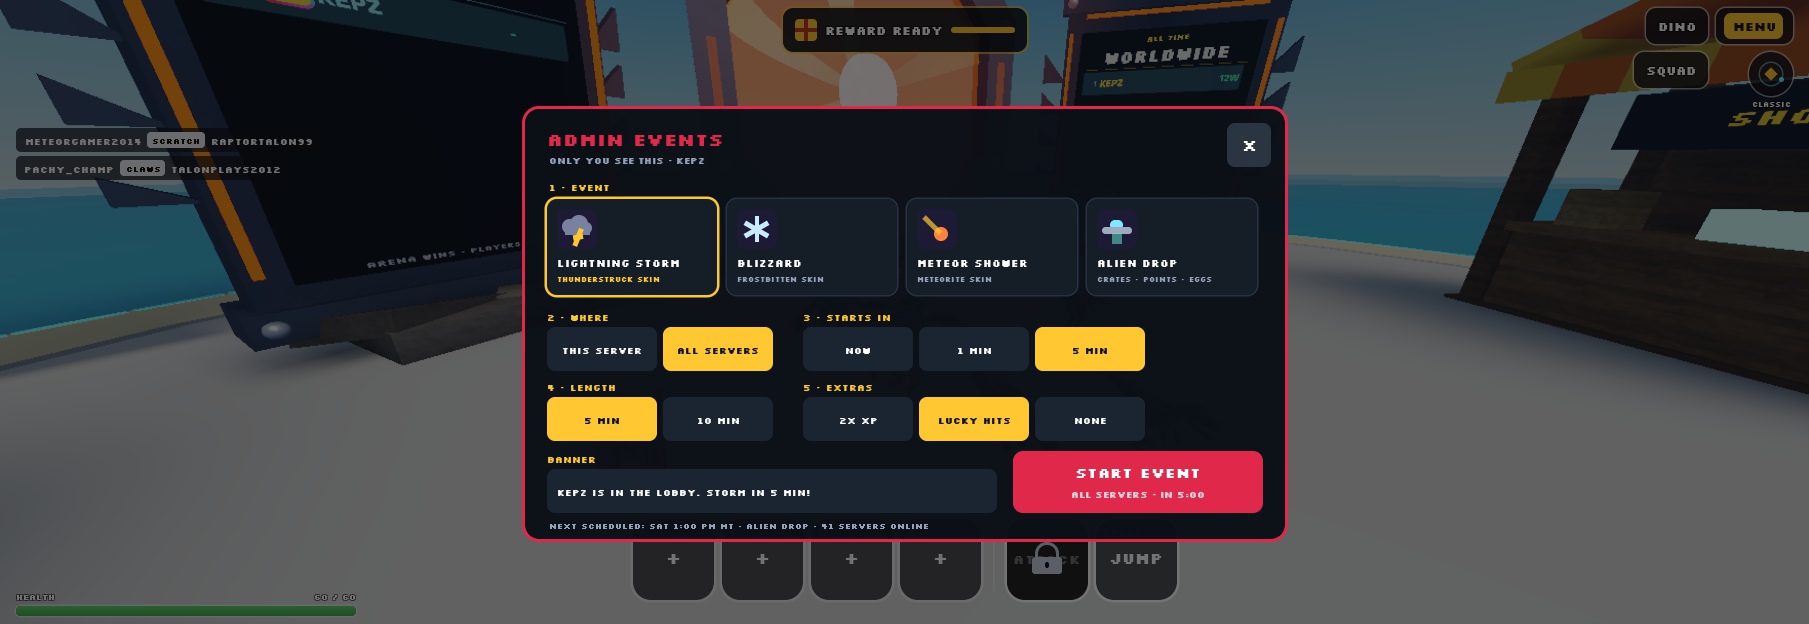 KEPZ
REWARD READY
ALL TIME
WORLDWIDE
1 KEPZ 12W
DINO
MENU
SQUAD
CLASSIC
METEORGAMER2014 SCRATCH RAPTORTALON99
PACHY_CHAMP CLAWS TALONPLAYS2012
ARENA WINS · PLAYERS
ADMIN EVENTS
ONLY YOU SEE THIS · KEPZ
X
1 · EVENT
LIGHTNING STORM
THUNDERSTRUCK SKIN
BLIZZARD
FROSTBITTEN SKIN
METEOR SHOWER
METEORITE SKIN
ALIEN DROP
CRATES · POINTS · EGGS
2 · WHERE
THIS SERVER
ALL SERVERS
3 · STARTS IN
NOW
1 MIN
5 MIN
4 · LENGTH
5 MIN
10 MIN
5 · EXTRAS
2X XP
LUCKY HITS
NONE
BANNER
KEPZ IS IN THE LOBBY. STORM IN 5 MIN!
START EVENT
ALL SERVERS · IN 5:00
NEXT SCHEDULED: SAT 1:00 PM MT · ALIEN DROP · 41 SERVERS ONLINE
+
+
+
+
JUMP
HEALTH 60 / 60